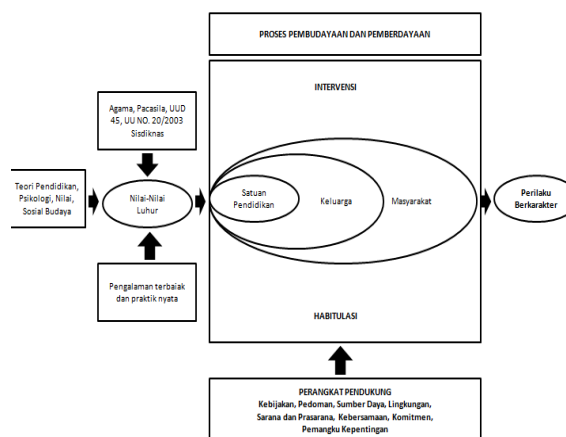 PROSES PEMBUDAYAAN DAN PEMBERDAYAAN
INTERVENSI
Agama, Pacasila, UUD
45, UU NO. 20/2003
Sisdiknas
Teori Pendidikan,
Psikologi, Nilai,
Sosial Budaya
Nilai-Nilai
Luhur
Satuan
Pendidikan
Keluarga
Masyarakat
Perilaku
Berkarakter
Pengalaman terbaiak
dan praktik nyata
HABITULASI
PERANGKAT PENDUKUNG
Kebijakan, Pedoman, Sumber Daya, Lingkungan,
Sarana dan Prasarana, Kebersamaan, Komitmen,
Pemangku Kepentingan